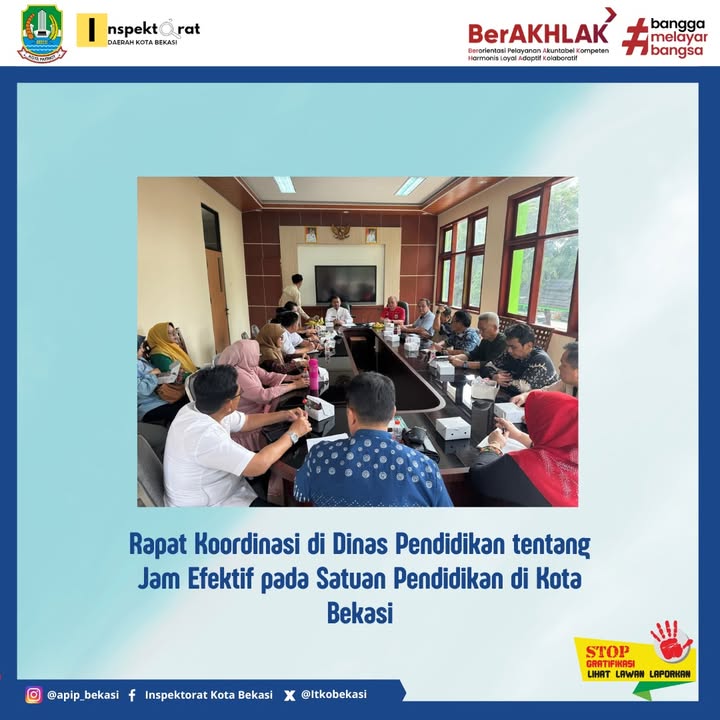 KOTA PATRIOT
Inspektorat
DAERAH KOTA BEKASI
BerAKHLAK
Berorientasi Pelayanan Akuntabel Kompeten
Harmonis Loyal Adaptif Kolaboratif
#bangga
melayani
bangsa
Rapat Koordinasi di Dinas Pendidikan tentang
Jam Efektif pada Satuan Pendidikan di Kota
Bekasi
STOP
GRATIFIKASI
LIHAT LAWAN LAPORKAN
@apip_bekasi Inspektorat Kota Bekasi @Itkobekasi